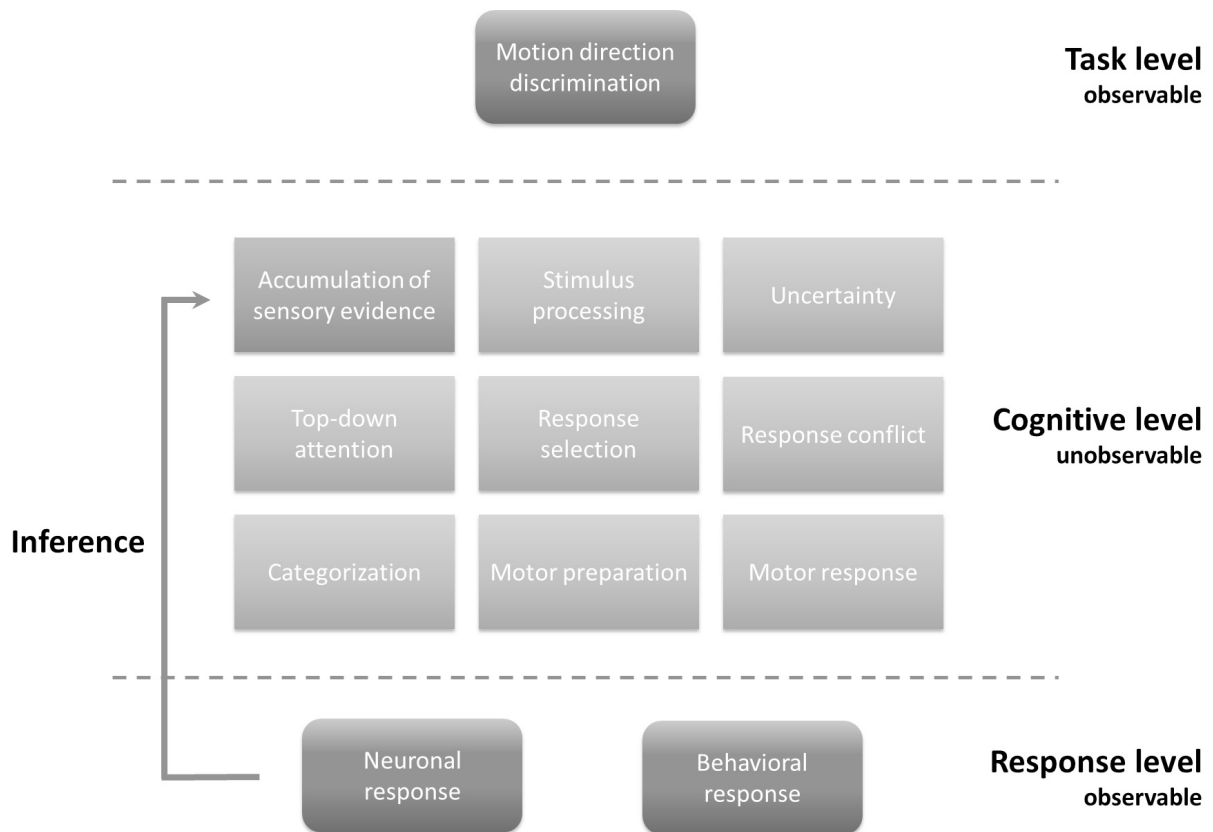 Motion direction
discrimination
Task level
observable
Accumulation of
sensory evidence
Stimulus
processing
Uncertainty
Top-down
attention
Response
selection
Response conflict
Cognitive level
unobservable
Inference
Categorization
Motor preparation
Motor response
Neuronal
response
Behavioral
response
Response level
observable